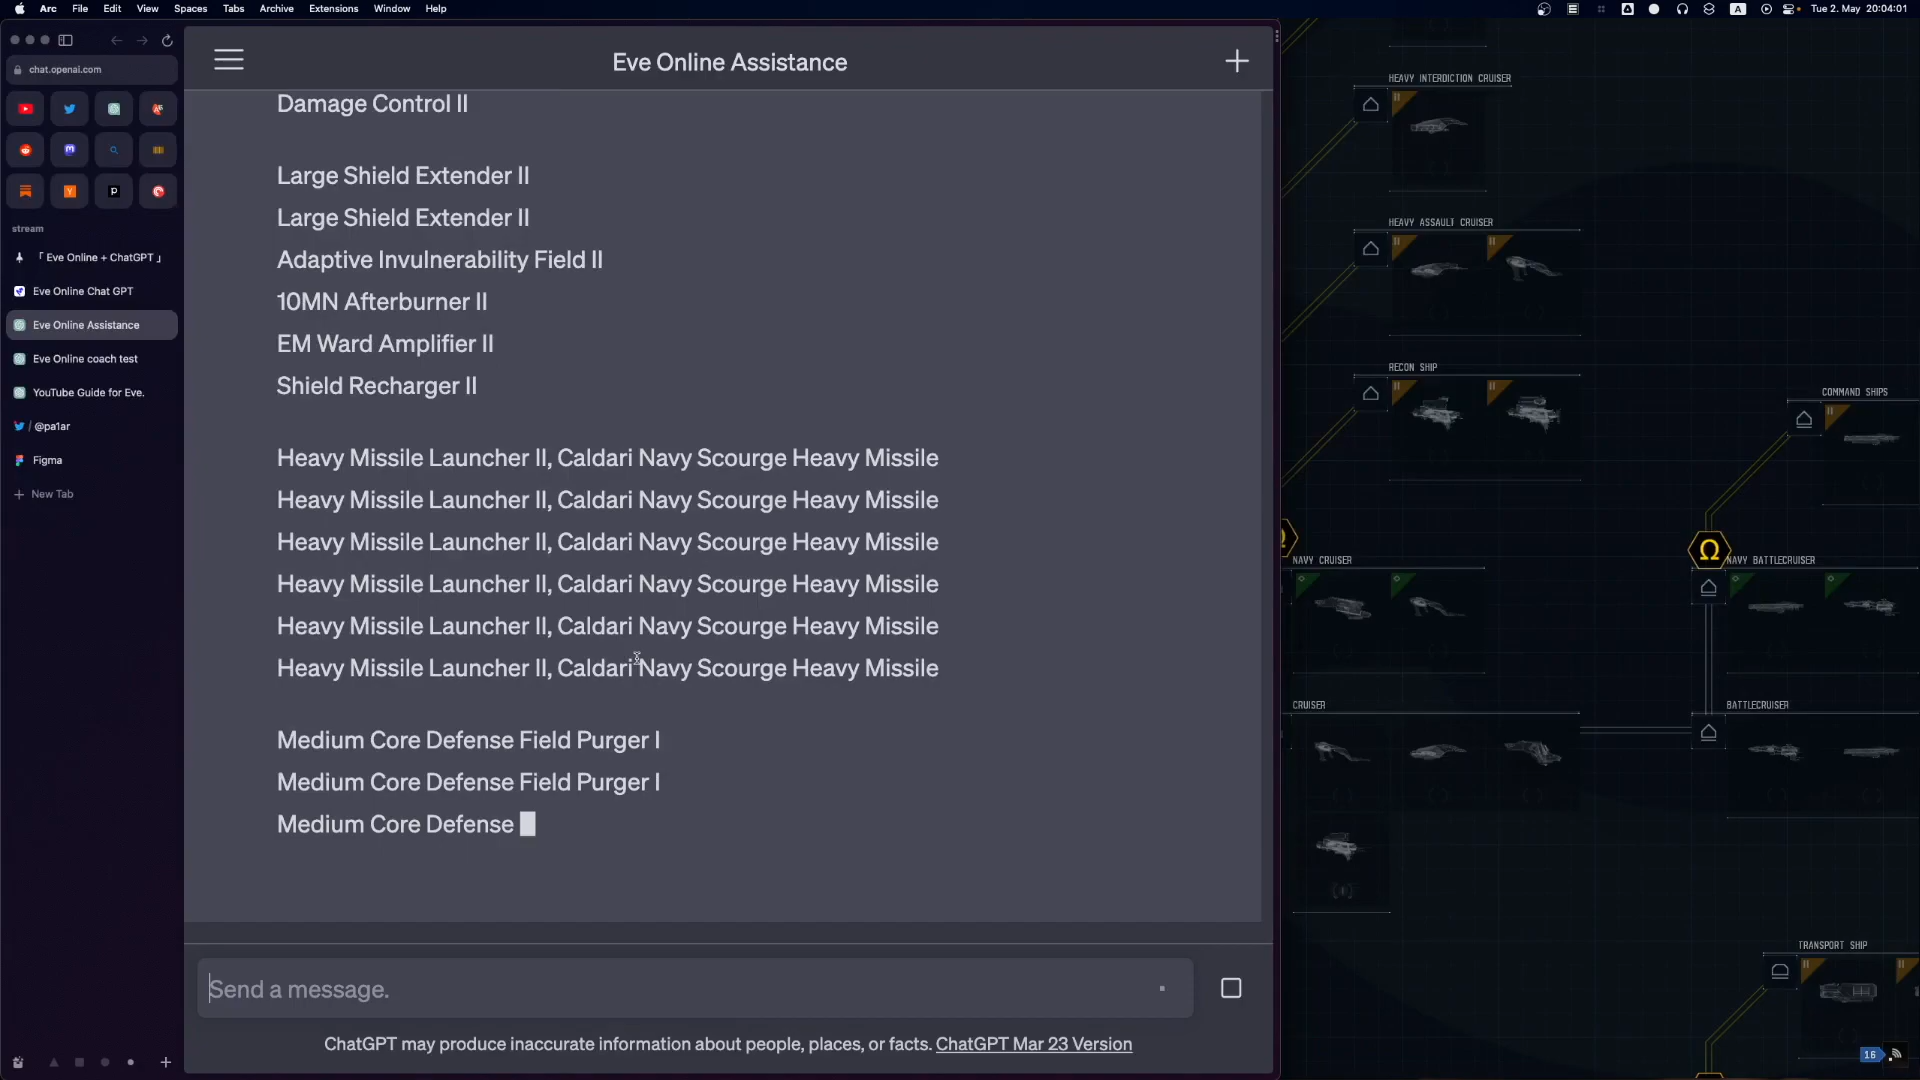 Arc File Edit View Spaces Tabs Archive Extensions Window Help
A
Tue 2. May 20:04:01
chat.openai.com
stream
「 Eve Online + ChatGPT 」
Eve Online Chat GPT
Eve Online Assistance
Eve Online coach test
YouTube Guide for Eve.
/ @pa1ar
Figma
New Tab
Eve Online Assistance
Damage Control II
Large Shield Extender II
Large Shield Extender II
Adaptive Invulnerability Field II
10MN Afterburner II
EM Ward Amplifier II
Shield Recharger II
Heavy Missile Launcher II, Caldari Navy Scourge Heavy Missile
Heavy Missile Launcher II, Caldari Navy Scourge Heavy Missile
Heavy Missile Launcher II, Caldari Navy Scourge Heavy Missile
Heavy Missile Launcher II, Caldari Navy Scourge Heavy Missile
Heavy Missile Launcher II, Caldari Navy Scourge Heavy Missile
Heavy Missile Launcher II, Caldari Navy Scourge Heavy Missile
Medium Core Defense Field Purger I
Medium Core Defense Field Purger I
Medium Core Defense
Send a message.
ChatGPT may produce inaccurate information about people, places, or facts. ChatGPT Mar 23 Version
HEAVY INTERDICTION CRUISER
HEAVY ASSAULT CRUISER
RECON SHIP
COMMAND SHIPS
Ω
NAVY CRUISER
NAVY BATTLECRUISER
CRUISER
BATTLECRUISER
TRANSPORT SHIP
16